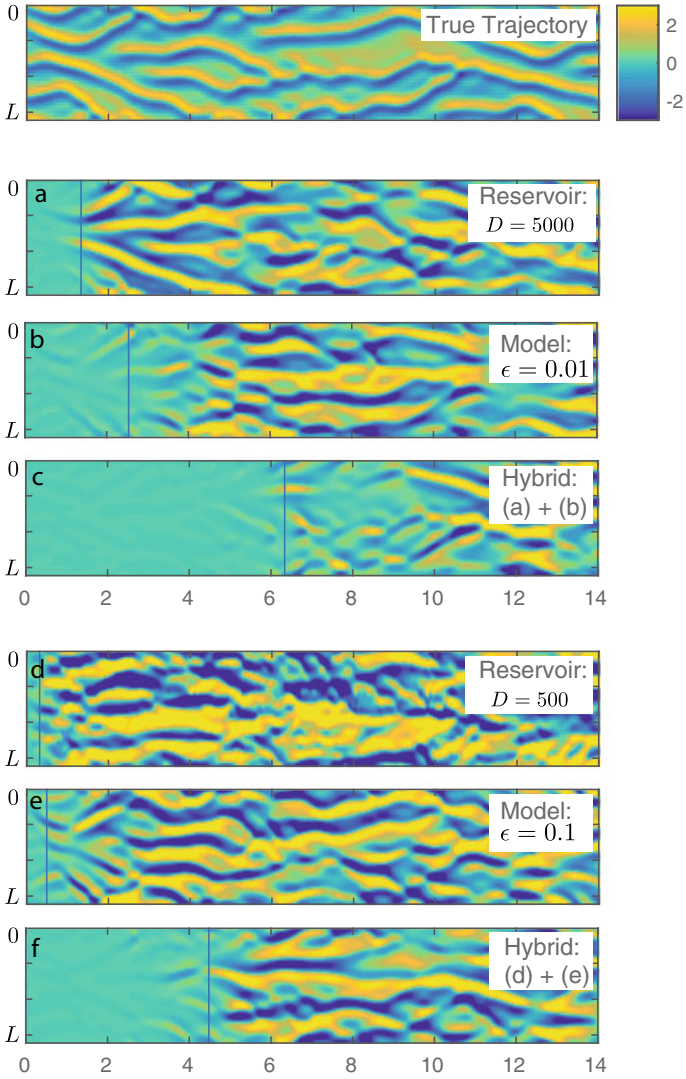 0
L
True Trajectory
2
0
-2
0
L
a
Reservoir:
D = 5000
0
L
b
Model:
ϵ = 0.01
0
L
c
Hybrid:
(a) + (b)
0 2 4 6 8 10 12 14
0
L
d
Reservoir:
D = 500
0
L
e
Model:
ϵ = 0.1
0
L
f
Hybrid:
(d) + (e)
0 2 4 6 8 10 12 14